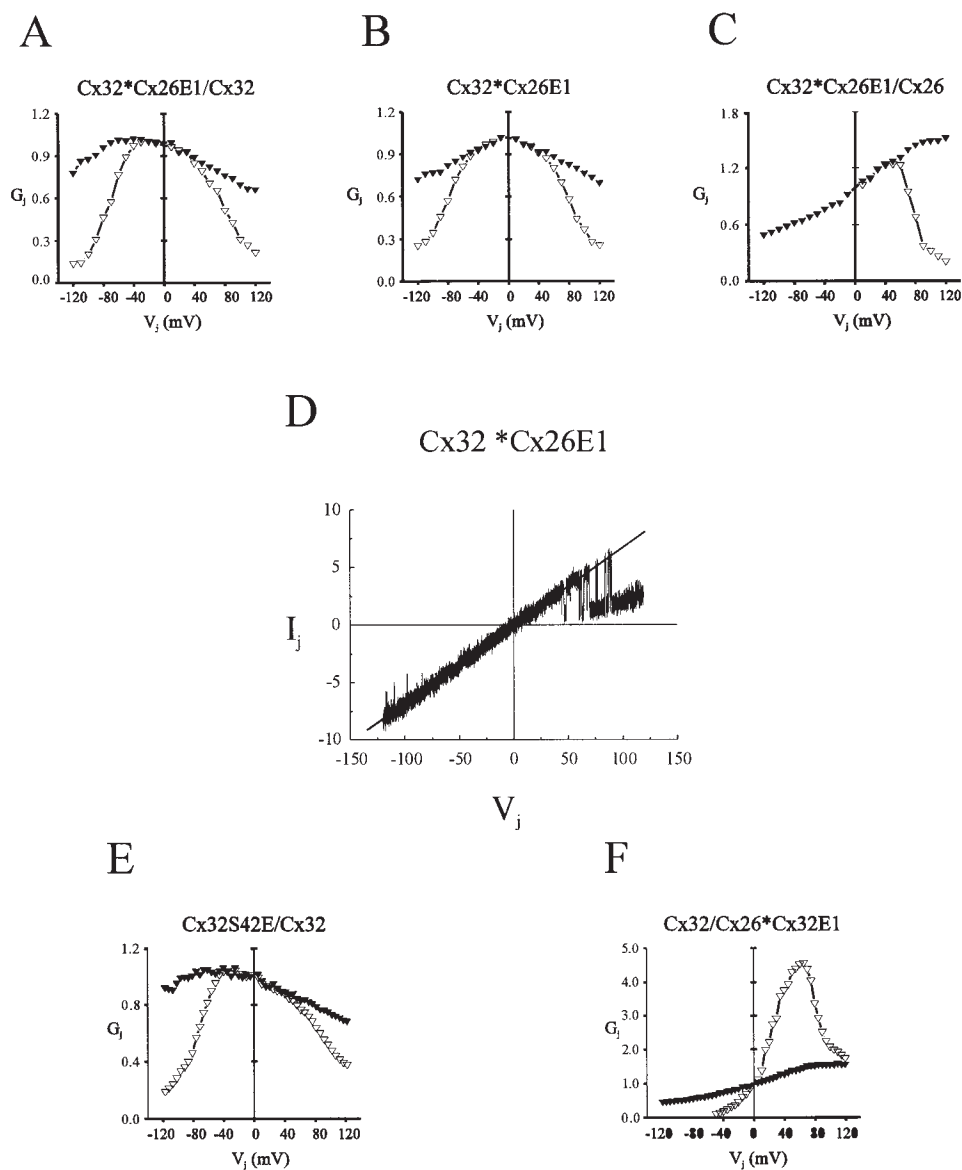 A
B
C
Cx32*Cx26E1/Cx32
Cx32*Cx26E1
Cx32*Cx26E1/Cx26
1.2
0.9
Gj
0.6
0.3
0.0
-120 -80 -40 0 40 80 120
Vj (mV)
1.2
0.9
Gj
0.6
0.3
0.0
-120 -80 -40 0 40 80 120
Vj (mV)
1.8
1.2
Gj
0.6
0.0
-120 -80 -40 0 40 80 120
Vj (mV)
D
Cx32 *Cx26E1
10
5
Ij
0
-5
-10
-150 -100 -50 0 50 100 150
Vj
E
F
Cx32S42E/Cx32
Cx32/Cx26*Cx32E1
1.2
0.8
Gj
0.4
0.0
-120 -80 -40 0 40 80 120
Vj (mV)
5.0
4.0
3.0
Gj
2.0
1.0
0.0
-120 -80 -40 0 40 80 120
Vj (mV)